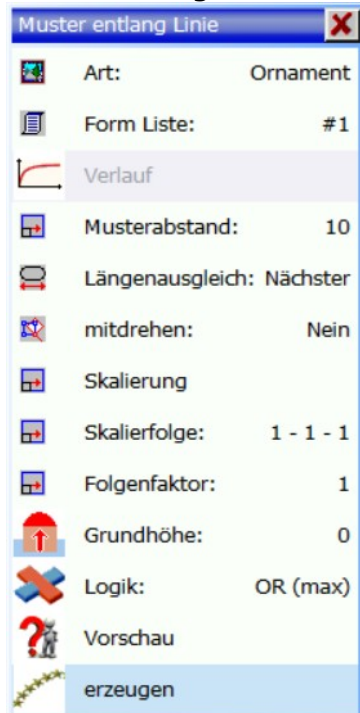 Muster entlang Linie
Art: Ornament
Form Liste: #1
Verlauf
Musterabstand: 10
Längenausgleich: Nächster
mitdrehen: Nein
Skalierung
Skalierfolge: 1 - 1 - 1
Folgenfaktor: 1
Grundhöhe: 0
Logik: OR (max)
Vorschau
erzeugen